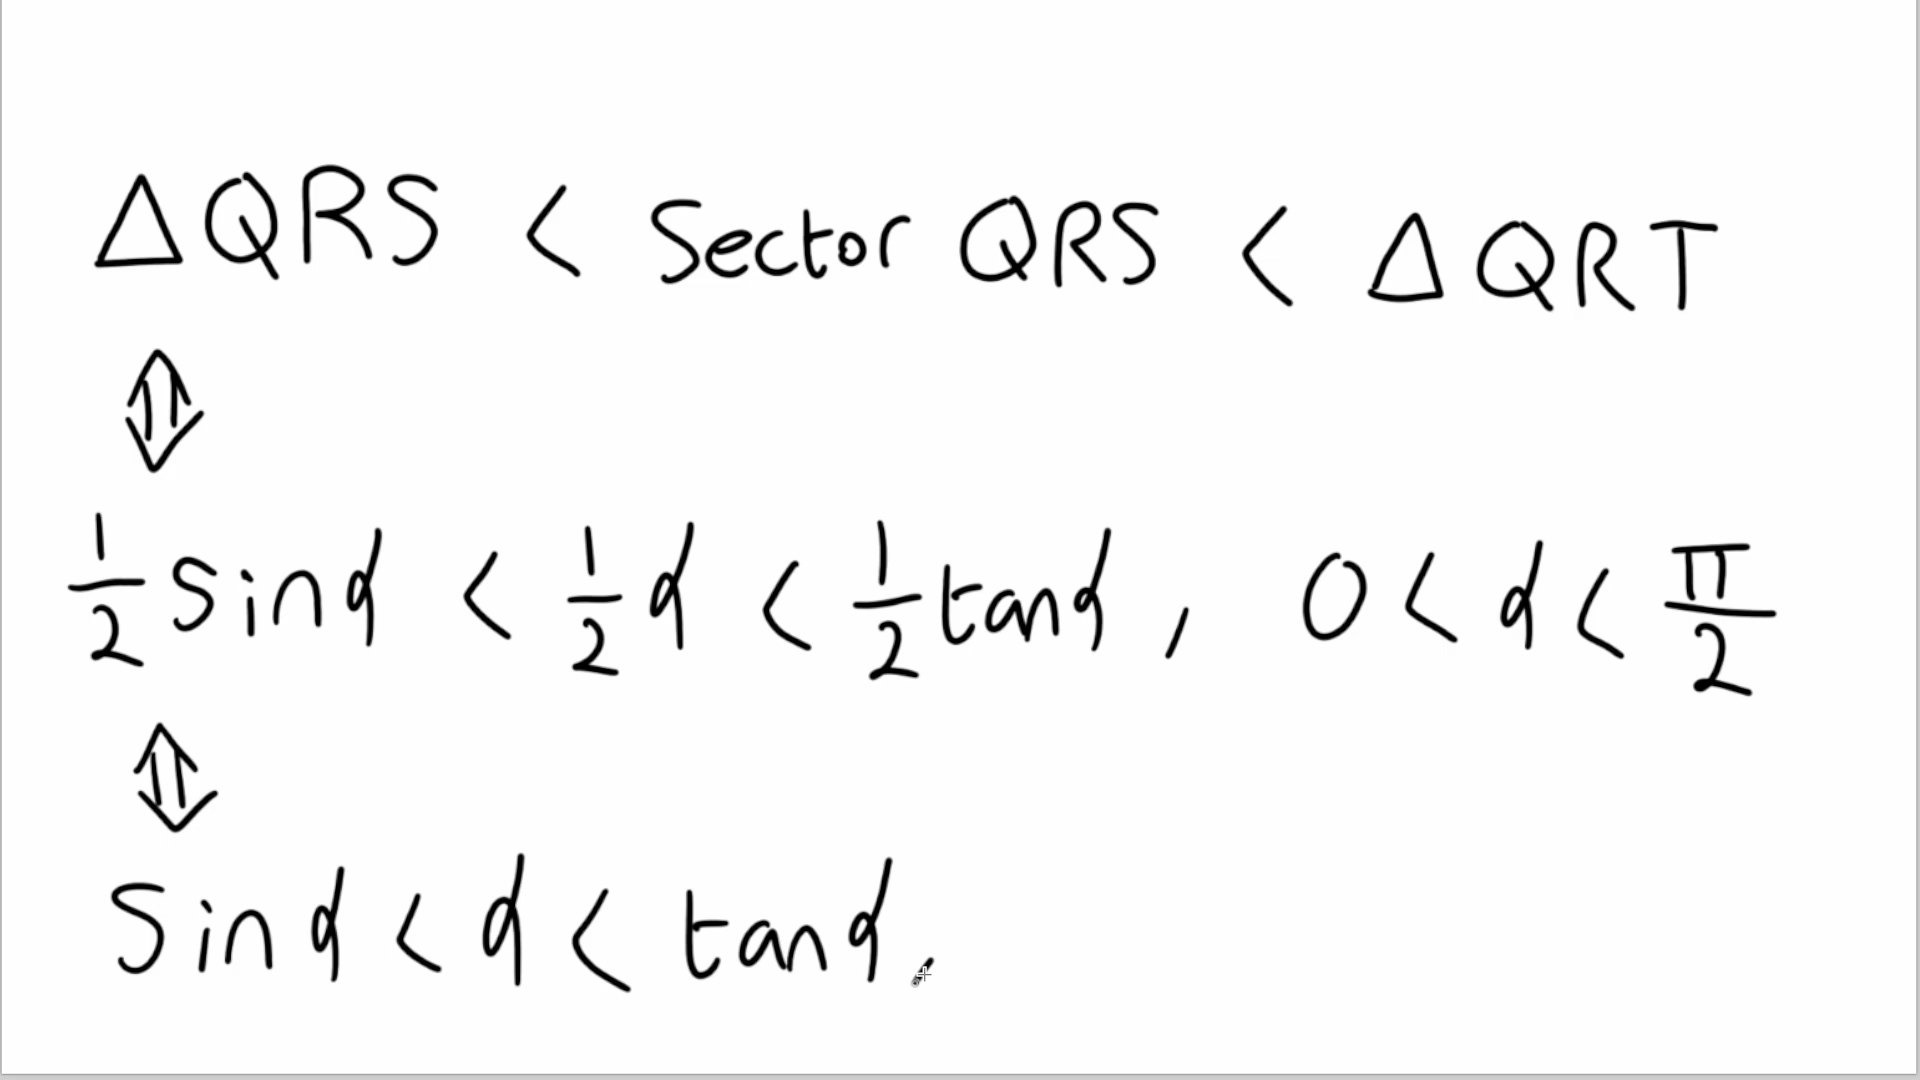 ΔQRS < Sector QRS < ΔQRT
⇕
1/2 sin α < 1/2 α < 1/2 tan α, 0 < α < π/2
⇕
Sin α < α < tan α,